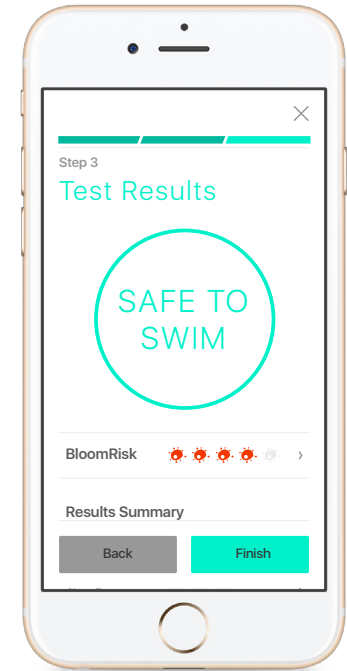 Step 3
Test Results
SAFE TO
SWIM
BloomRisk
Results Summary
Back
Finish